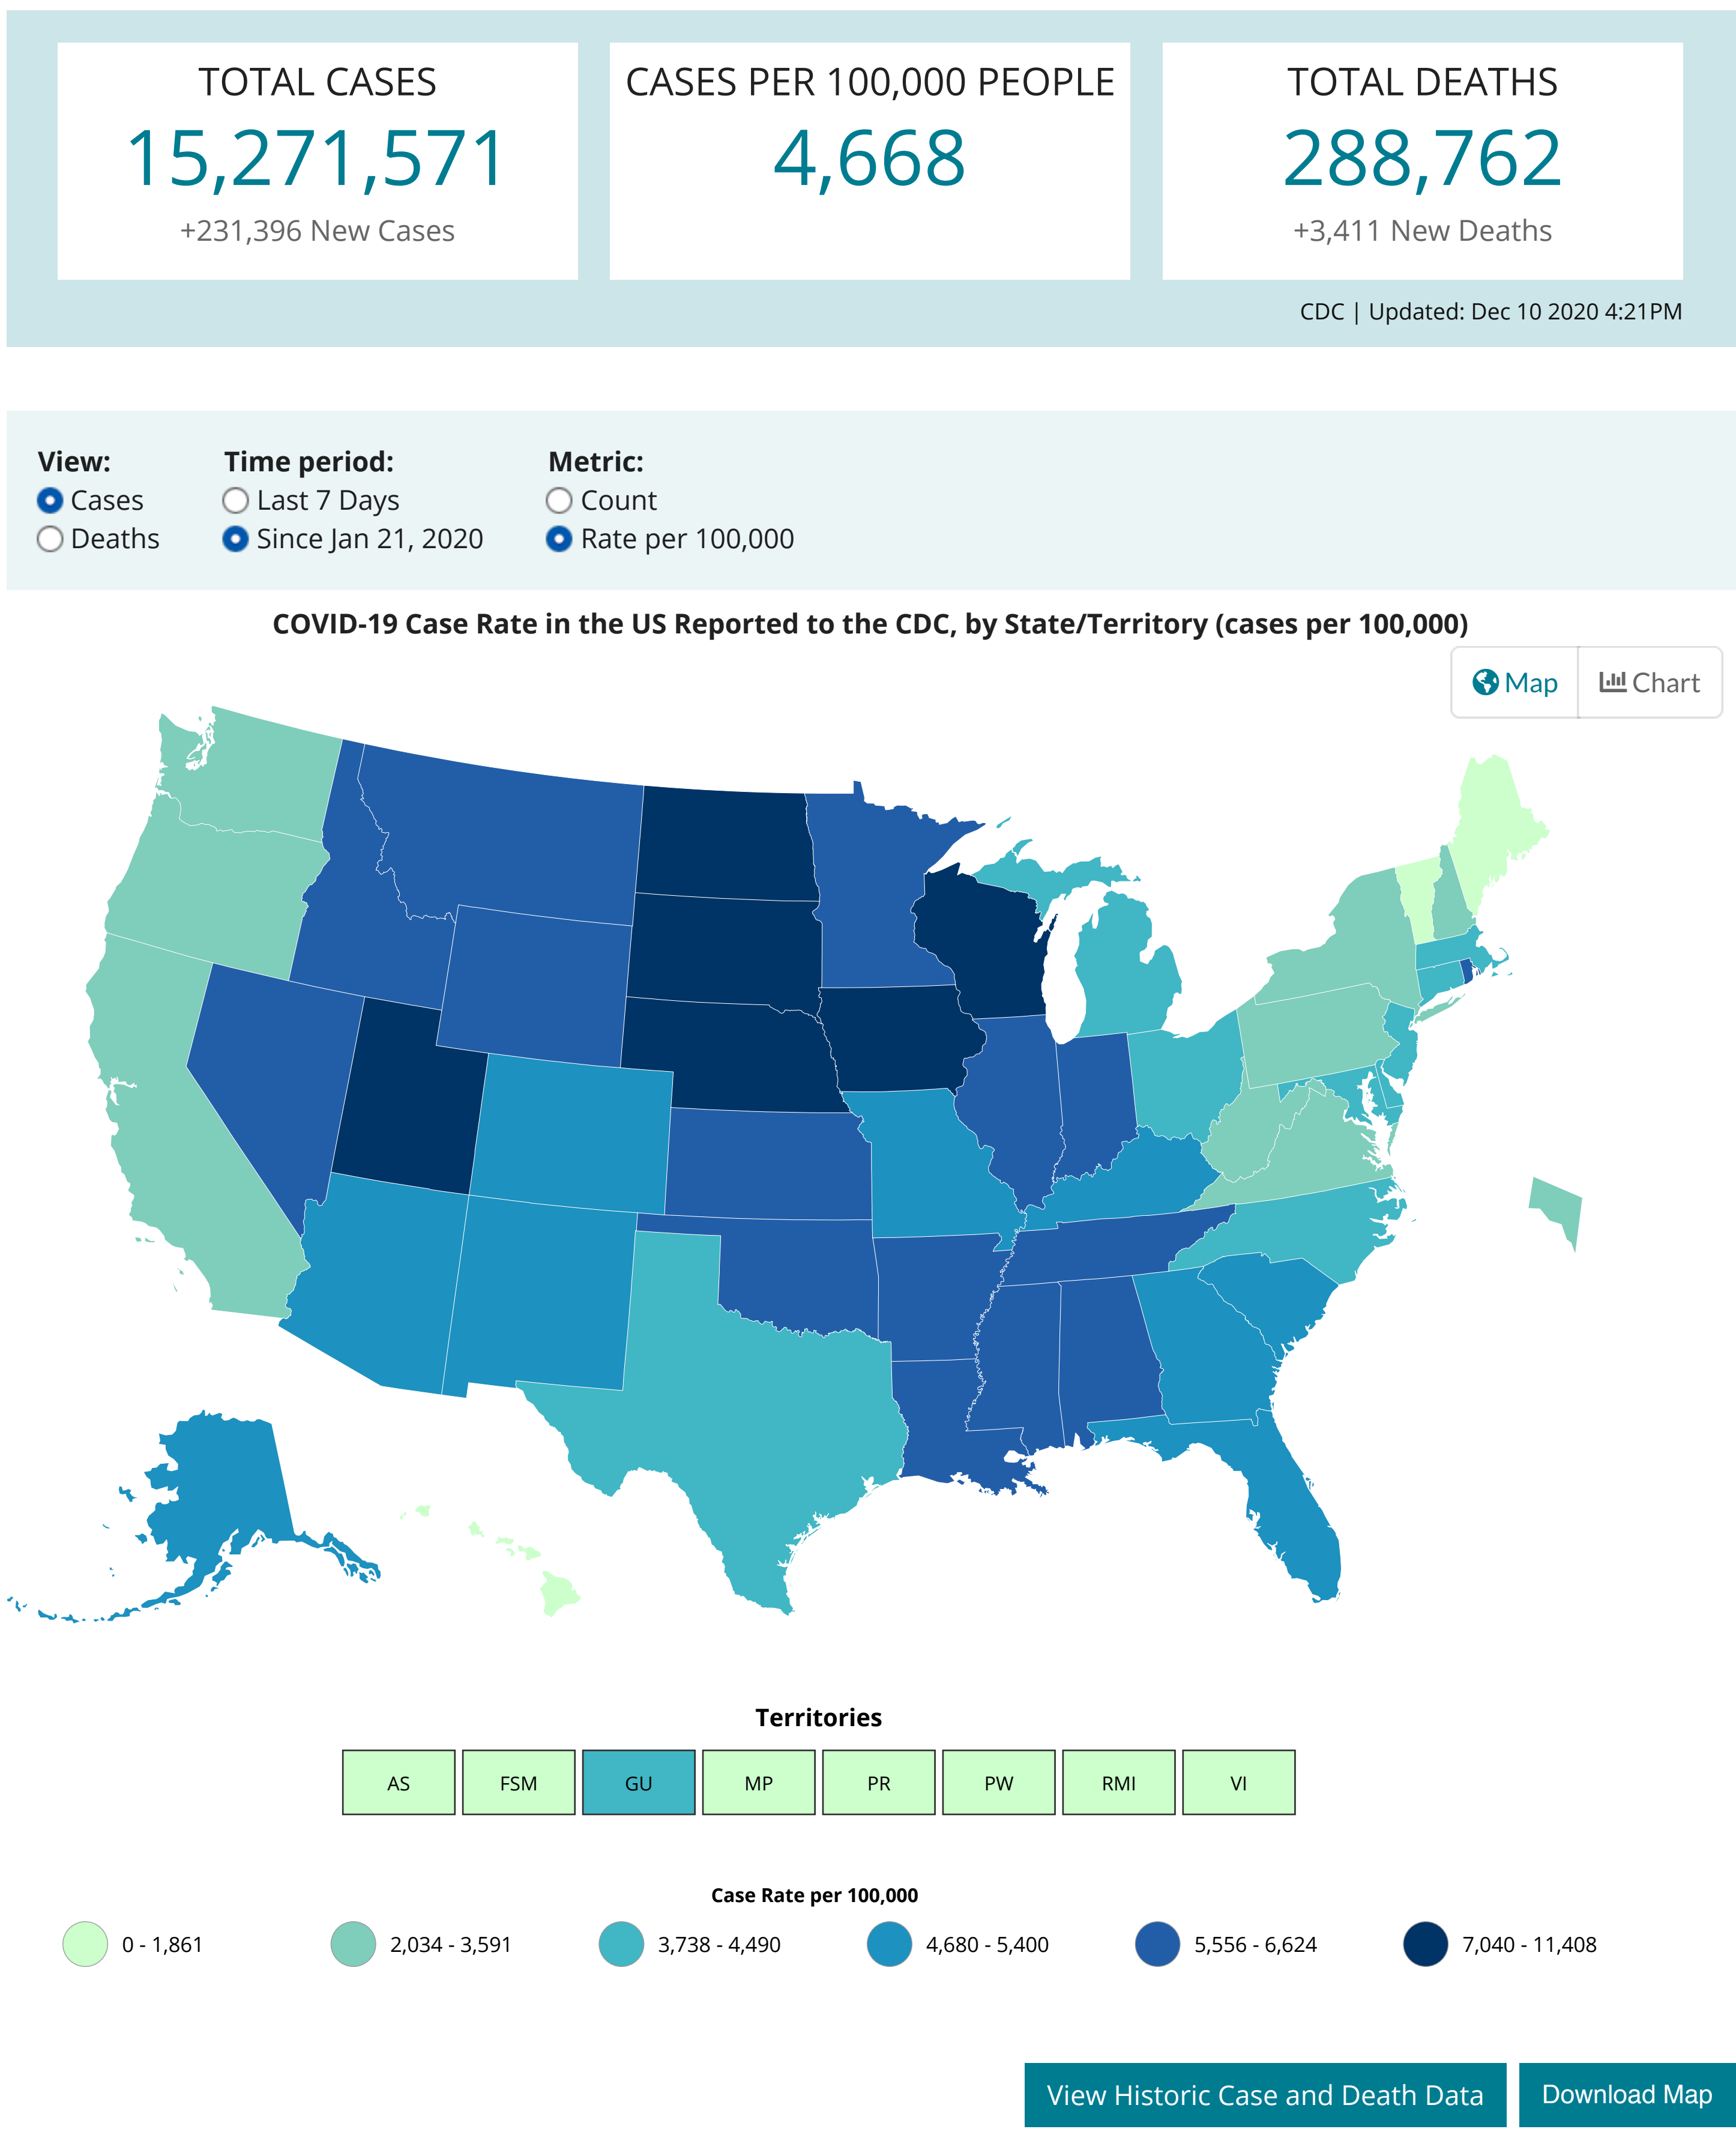 TOTAL CASES
15,271,571
+231,396 New Cases
CASES PER 100,000 PEOPLE
4,668
TOTAL DEATHS
288,762
+3,411 New Deaths
CDC | Updated: Dec 10 2020 4:21PM
View:
Cases
Deaths
Time period:
Last 7 Days
Since Jan 21, 2020
Metric:
Count
Rate per 100,000
COVID-19 Case Rate in the US Reported to the CDC, by State/Territory (cases per 100,000)
Map
Chart
Territories
AS
FSM
GU
MP
PR
PW
RMI
VI
Case Rate per 100,000
0 - 1,861
2,034 - 3,591
3,738 - 4,490
4,680 - 5,400
5,556 - 6,624
7,040 - 11,408
View Historic Case and Death Data
Download Map